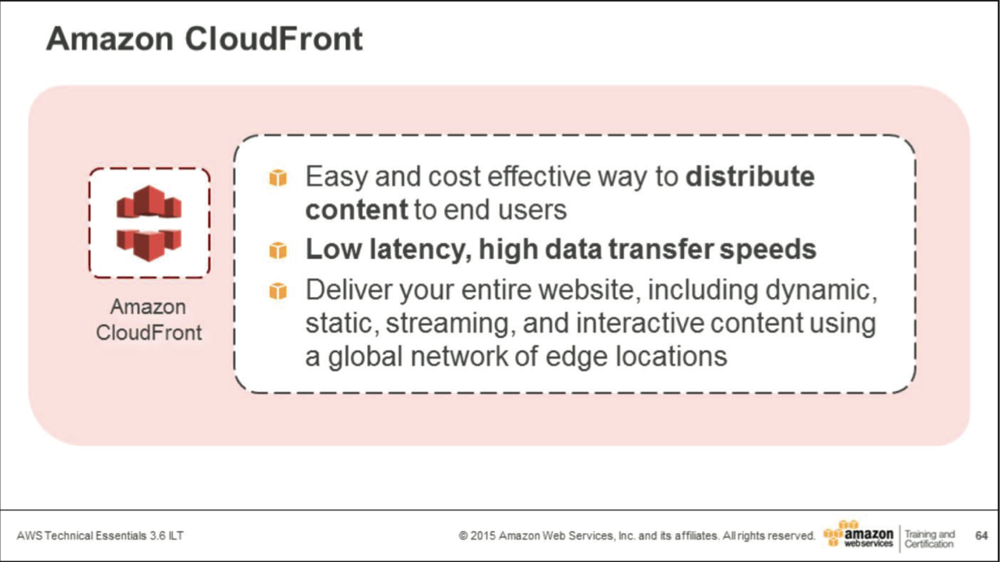 Amazon CloudFront
Easy and cost effective way to distribute
content to end users
Low latency, high data transfer speeds
Deliver your entire website, including dynamic,
static, streaming, and interactive content using
a global network of edge locations
Amazon
CloudFront
AWS Technical Essentials 3.6 ILT
© 2015 Amazon Web Services, Inc. and its affiliates. All rights reserved.
amazon
webservices
Training and
Certification
64